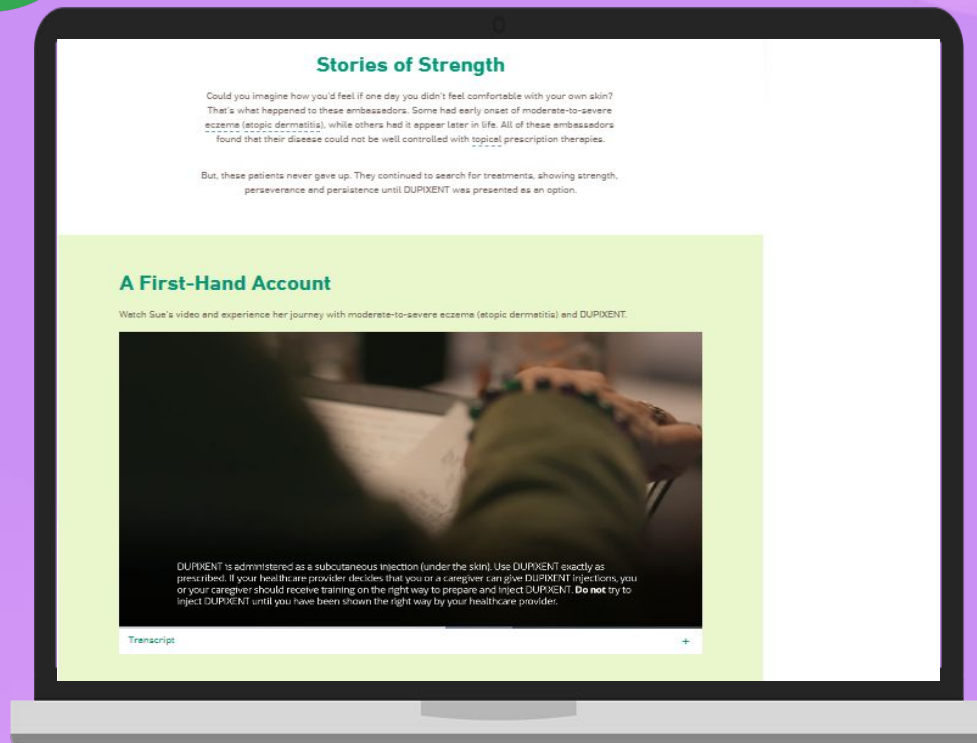 Stories of Strength
Could you imagine how you'd feel if one day you didn't feel comfortable with your own skin?
That's what happened to these ambassadors. Some had early onset of moderate-to-severe
eczema (atopic dermatitis), while others had it appear later in life. All of these ambassadors
found that their disease could not be well controlled with topical prescription therapies.
But, these patients never gave up. They continued to search for treatments, showing strength,
perseverance and persistence until DUPIXENT was presented as an option.
A First-Hand Account
Watch Sue's video and experience her journey with moderate-to-severe eczema (atopic dermatitis) and DUPIXENT.
DUPIXENT is administered as a subcutaneous injection (under the skin). Use DUPIXENT exactly as
prescribed. If your healthcare provider decides that you or a caregiver can give DUPIXENT injections, you
or your caregiver should receive training on the right way to prepare and inject DUPIXENT. Do not try to
inject DUPIXENT until you have been shown the right way by your healthcare provider.
Transcript +